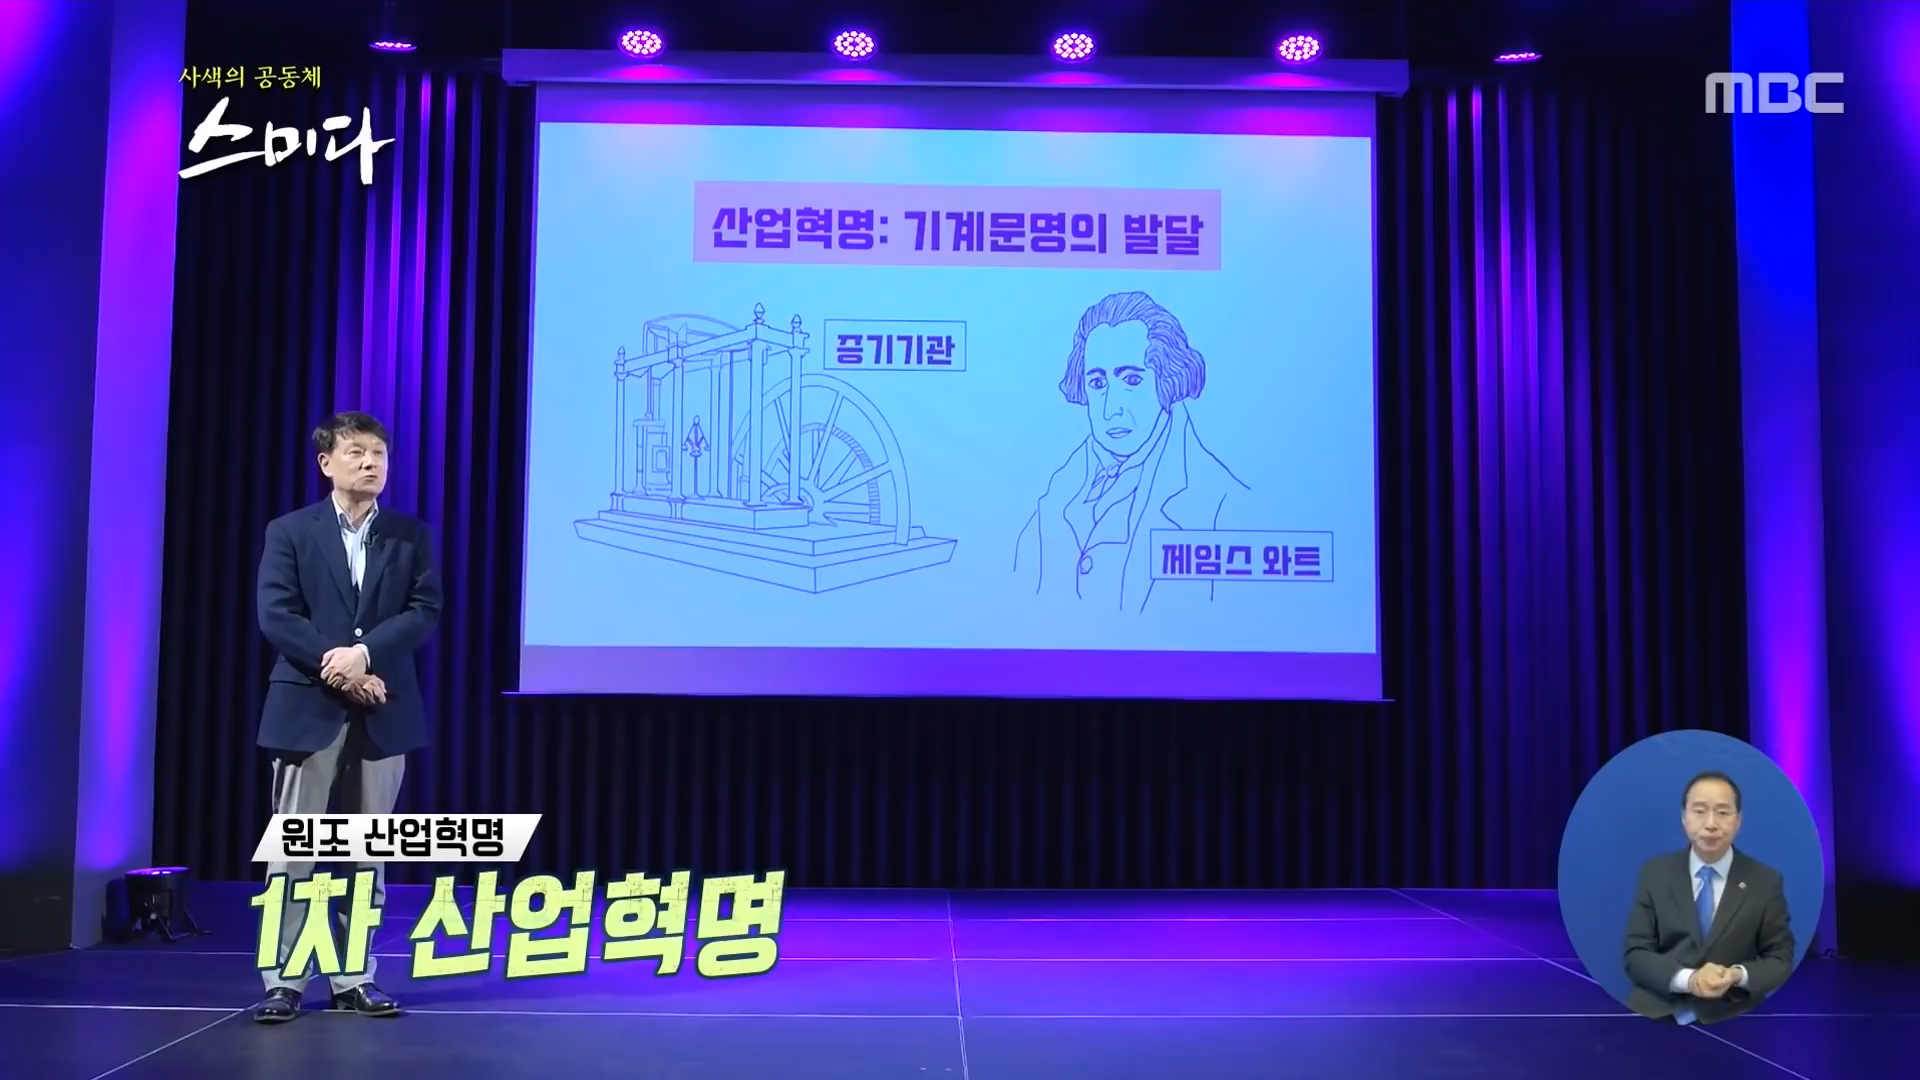 사색의 공동체
스미다
MBC
산업혁명: 기계문명의 발달
증기기관
제임스 와트
원조 산업혁명
1차 산업혁명